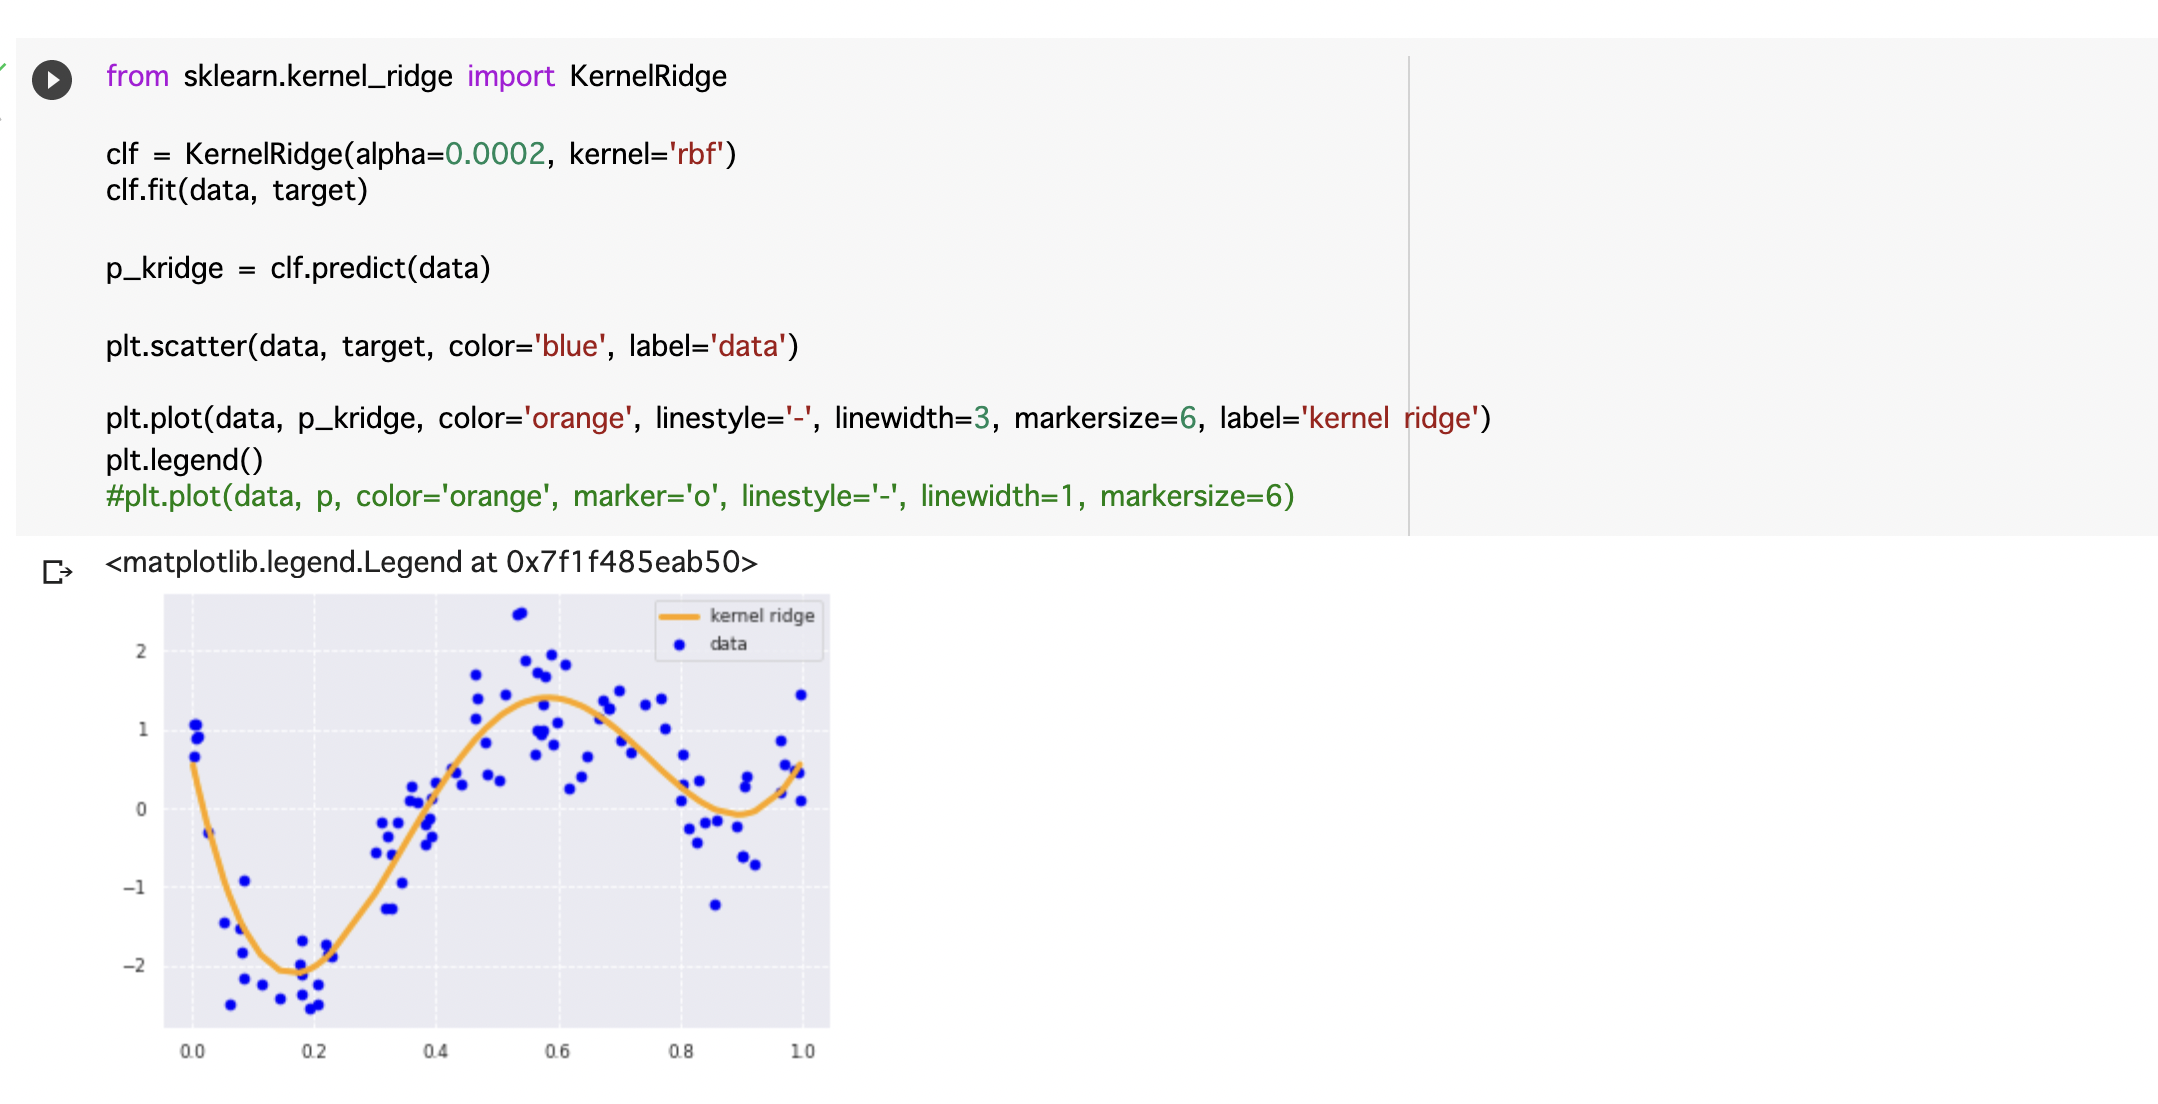 from sklearn.kernel_ridge import KernelRidge
clf = KernelRidge(alpha=0.0002, kernel='rbf')
clf.fit(data, target)
p_kridge = clf.predict(data)
plt.scatter(data, target, color='blue', label='data')
plt.plot(data, p_kridge, color='orange', linestyle='-', linewidth=3, markersize=6, label='kernel ridge')
plt.legend()
#plt.plot(data, p, color='orange', marker='o', linestyle='-', linewidth=1, markersize=6)
<matplotlib.legend.Legend at 0x7f1f485eab50>
kernel ridge
data
2
1
0
−1
−2
0.0 0.2 0.4 0.6 0.8 1.0